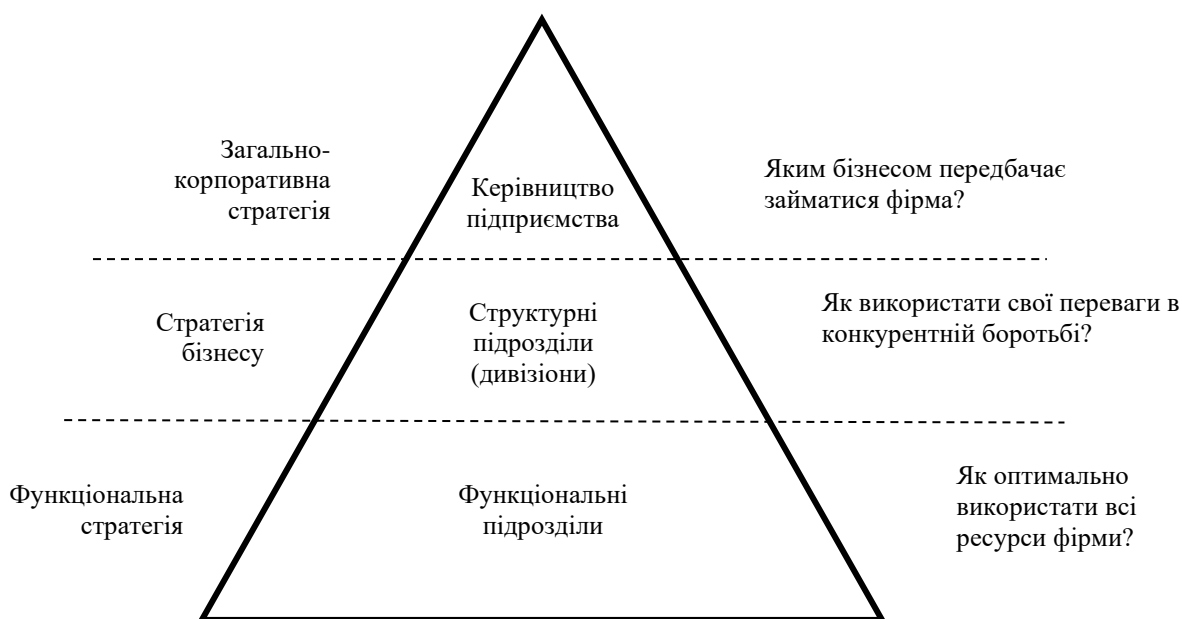 Загально-
корпоративна
стратегія
Керівництво
підприємства
Яким бізнесом передбачає
займатися фірма?
Стратегія
бізнесу
Структурні
підрозділи
(дивізіони)
Як використати свої переваги в
конкурентній боротьбі?
Функціональна
стратегія
Функціональні
підрозділи
Як оптимально
використати всі
ресурси фірми?